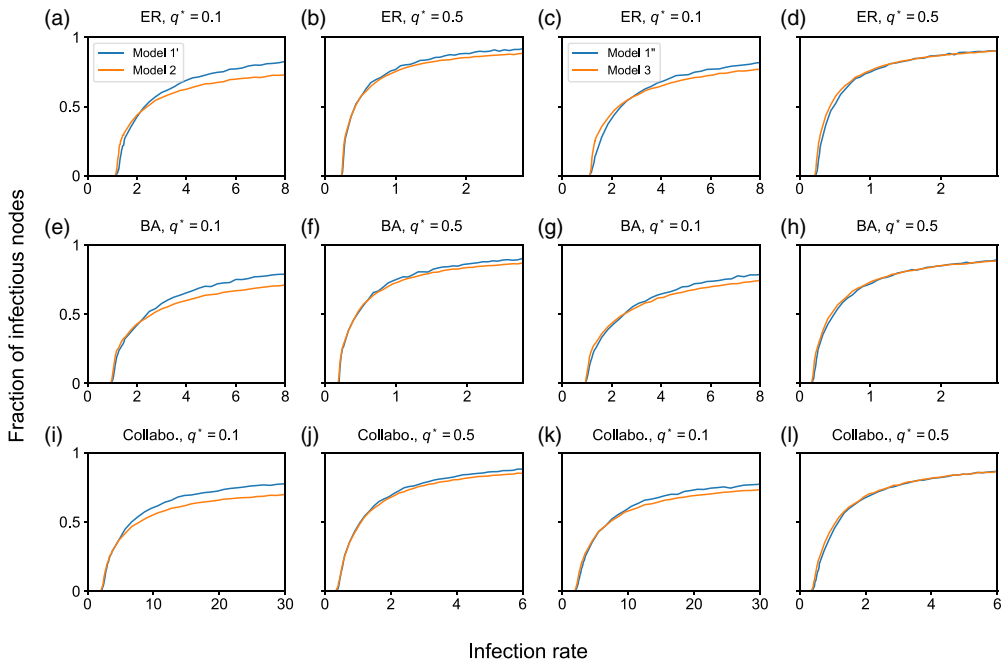 (a) ER, q* = 0.1
(b) ER, q* = 0.5
(c) ER, q* = 0.1
(d) ER, q* = 0.5
1
0.5
0
Model 1'
Model 2
Model 1"
Model 3
0 2 4 6 8
0 1 2
0 2 4 6 8
0 1 2
(e) BA, q* = 0.1
(f) BA, q* = 0.5
(g) BA, q* = 0.1
(h) BA, q* = 0.5
1
0.5
0
0 2 4 6 8
0 1 2
0 2 4 6 8
0 1 2
(i) Collabo., q* = 0.1
(j) Collabo., q* = 0.5
(k) Collabo., q* = 0.1
(l) Collabo., q* = 0.5
1
0.5
0
0 10 20 30
0 2 4 6
0 10 20 30
0 2 4 6
Fraction of infectious nodes
Infection rate